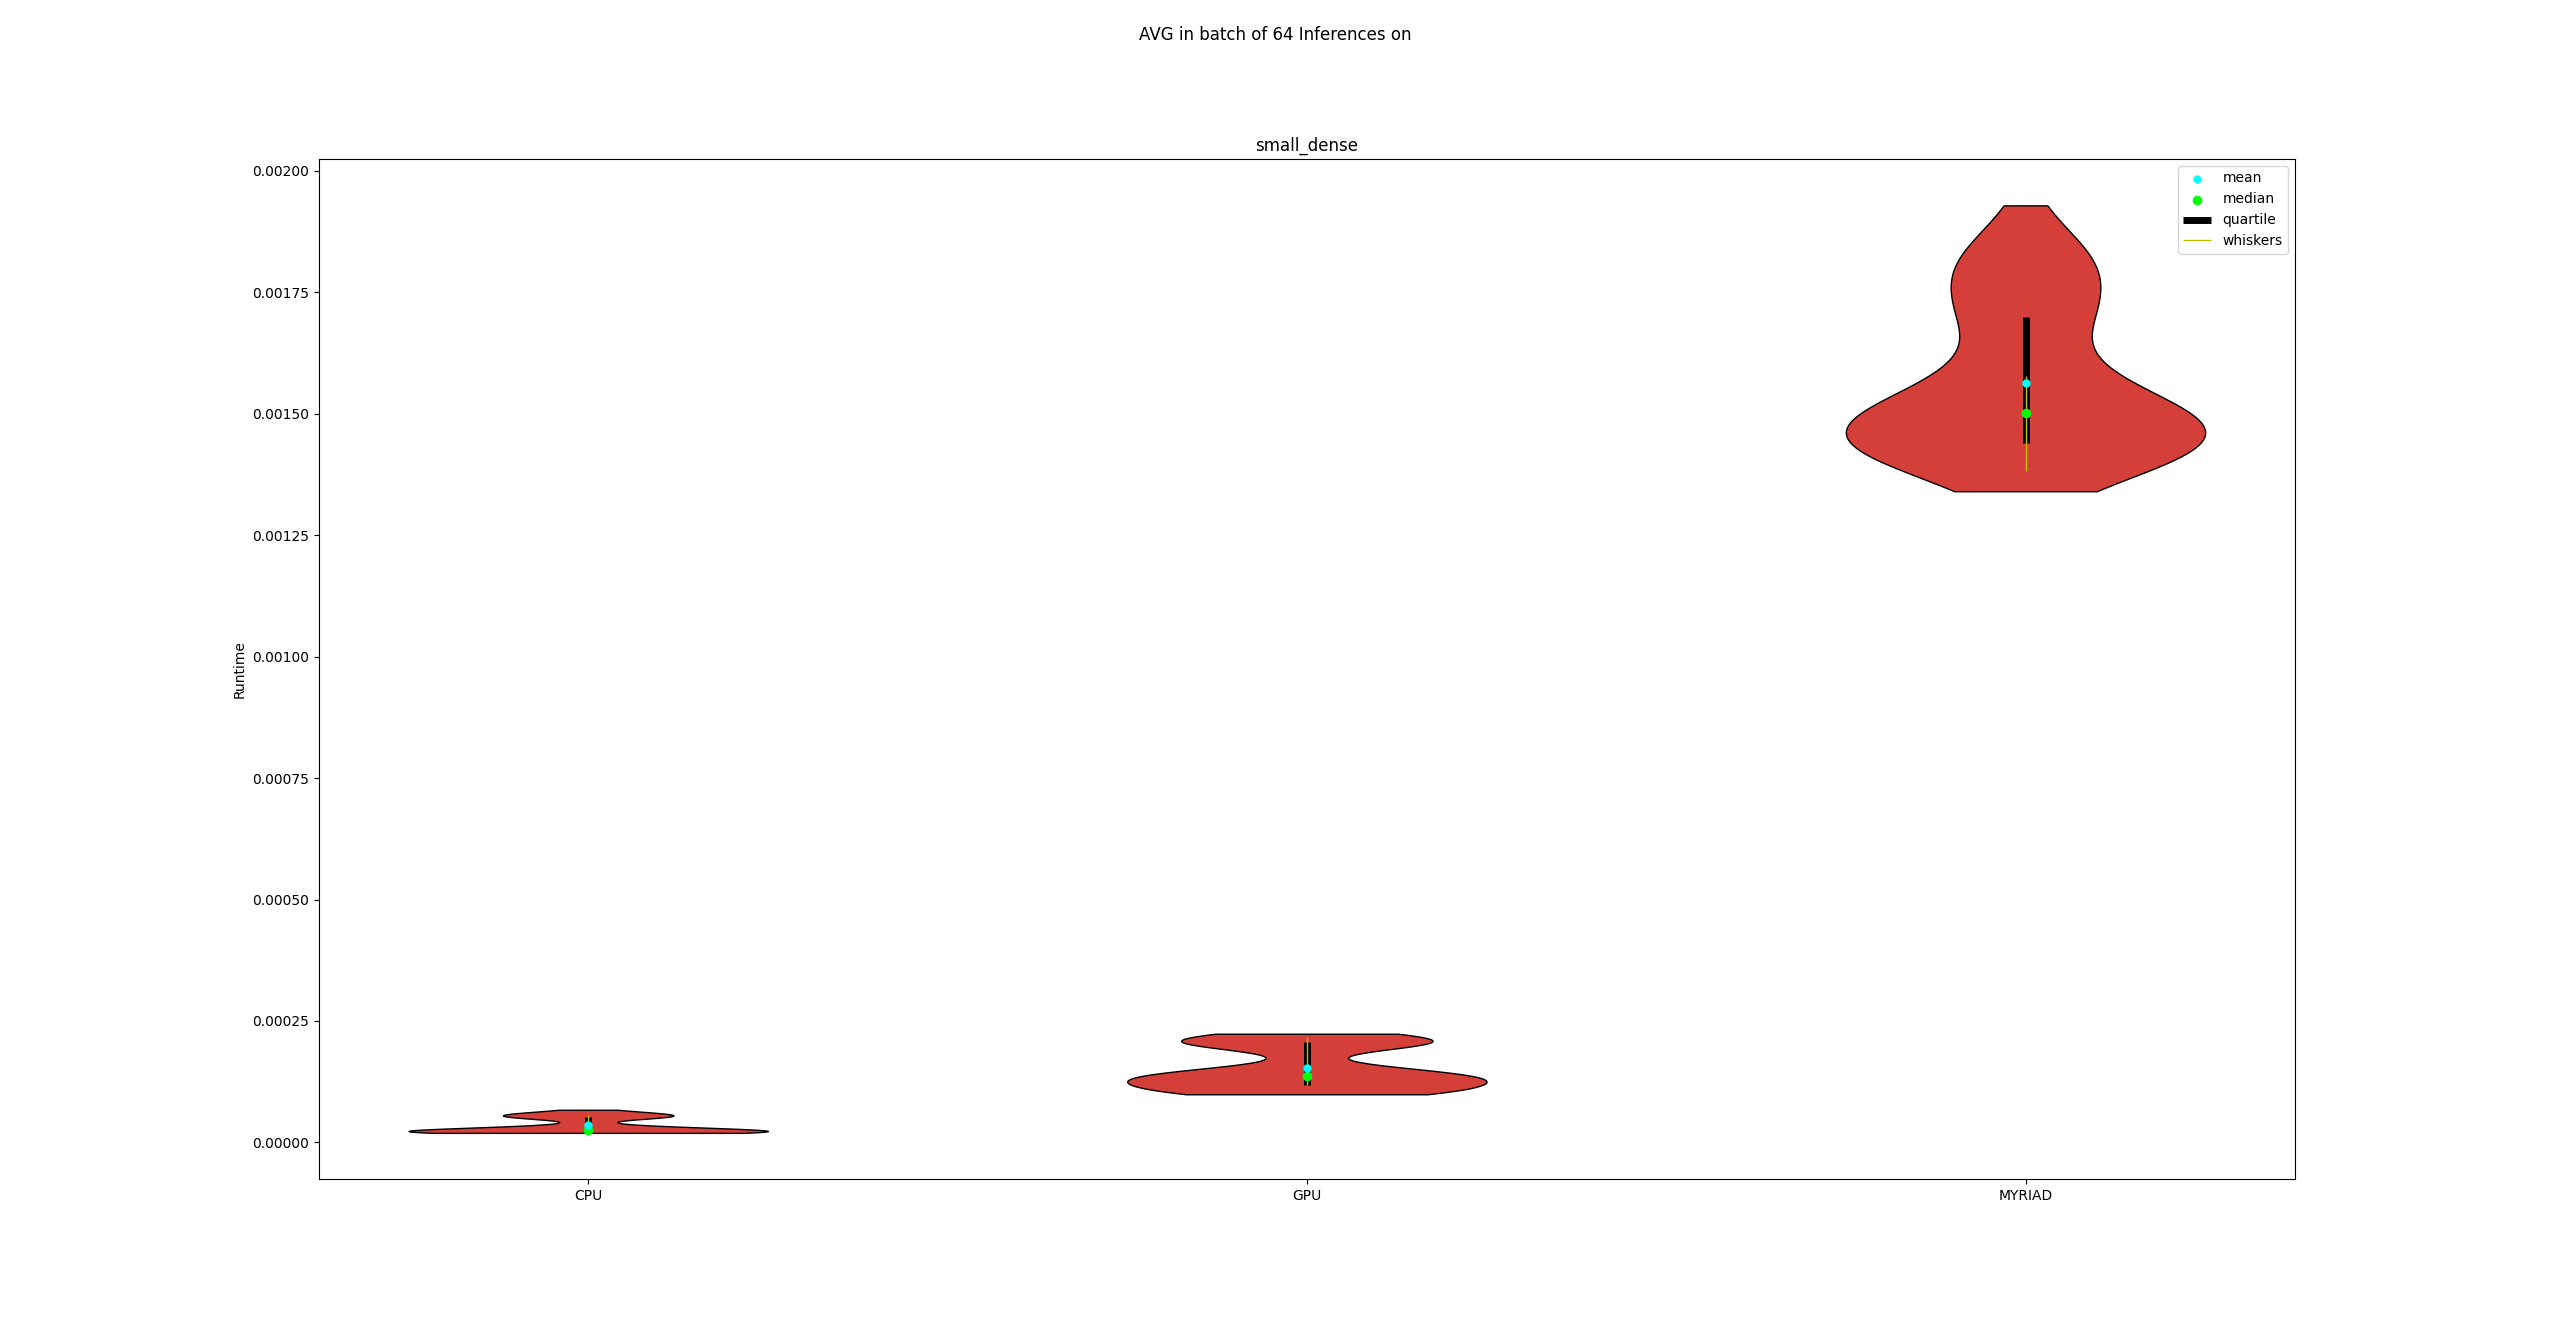 AVG in batch of 64 Inferences on
small_dense
mean
median
quartile
whiskers
Runtime
0.00200
0.00175
0.00150
0.00125
0.00100
0.00075
0.00050
0.00025
0.00000
CPU
GPU
MYRIAD